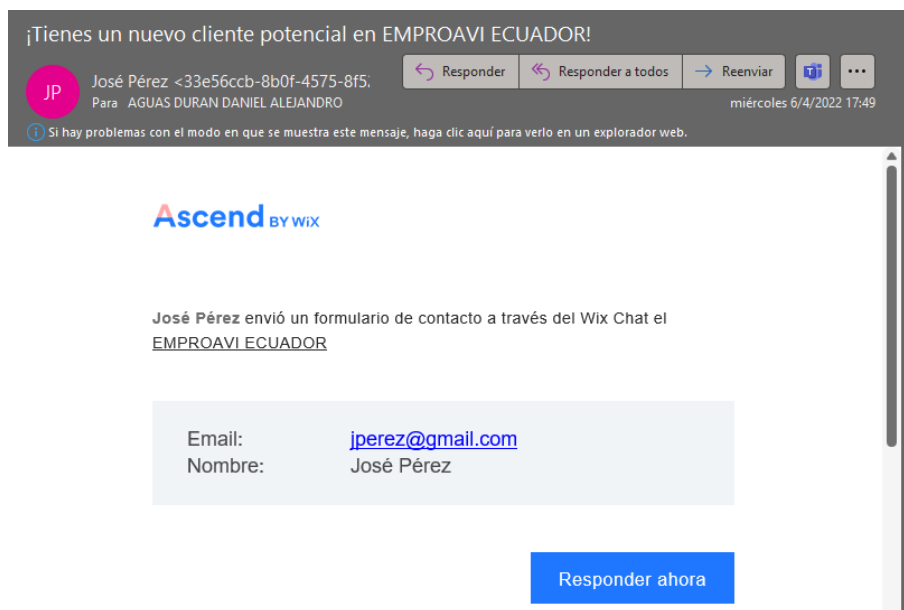 ¡Tienes un nuevo cliente potencial en EMPROAVI ECUADOR!
JP
José Pérez <33e56ccb-8b0f-4575-8f5;
Responder
Responder a todos
Reenviar
Para AGUAS DURAN DANIEL ALEJANDRO
miércoles 6/4/2022 17:49
Si hay problemas con el modo en que se muestra este mensaje, haga clic aquí para verlo en un explorador web.
Ascend BY WiX
José Pérez envió un formulario de contacto a través del Wix Chat el
EMPROAVI ECUADOR
Email: jperez@gmail.com
Nombre: José Pérez
Responder ahora